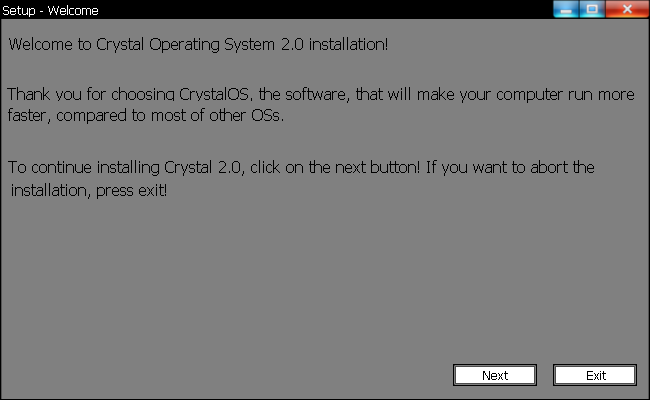 Setup - Welcome
Welcome to Crystal Operating System 2.0 installation!
Thank you for choosing CrystalOS, the software, that will make your computer run more
faster, compared to most of other OSs.
To continue installing Crystal 2.0, click on the next button! If you want to abort the
installation, press exit!
Next Exit